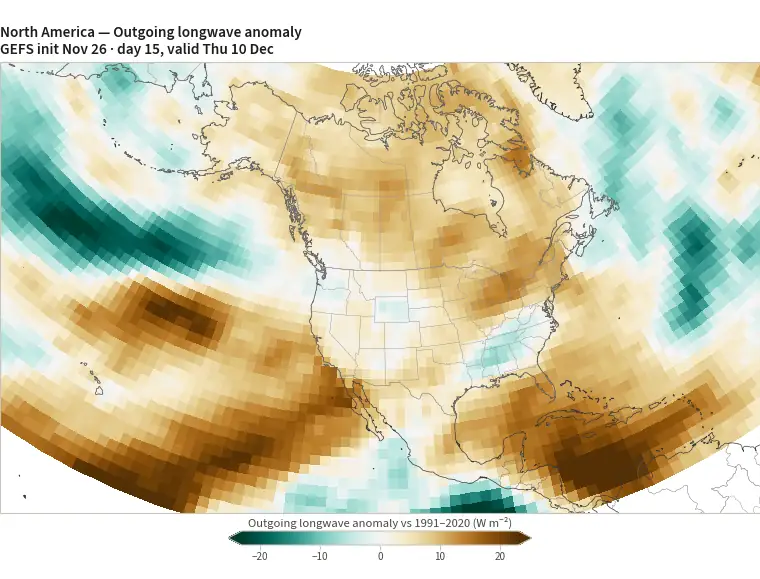 North America — Outgoing longwave anomaly
GEFS init Nov 26 · day 15, valid Thu 10 Dec
Outgoing longwave anomaly vs 1991–2020 (W m⁻²)
−20 −10 0 10 20